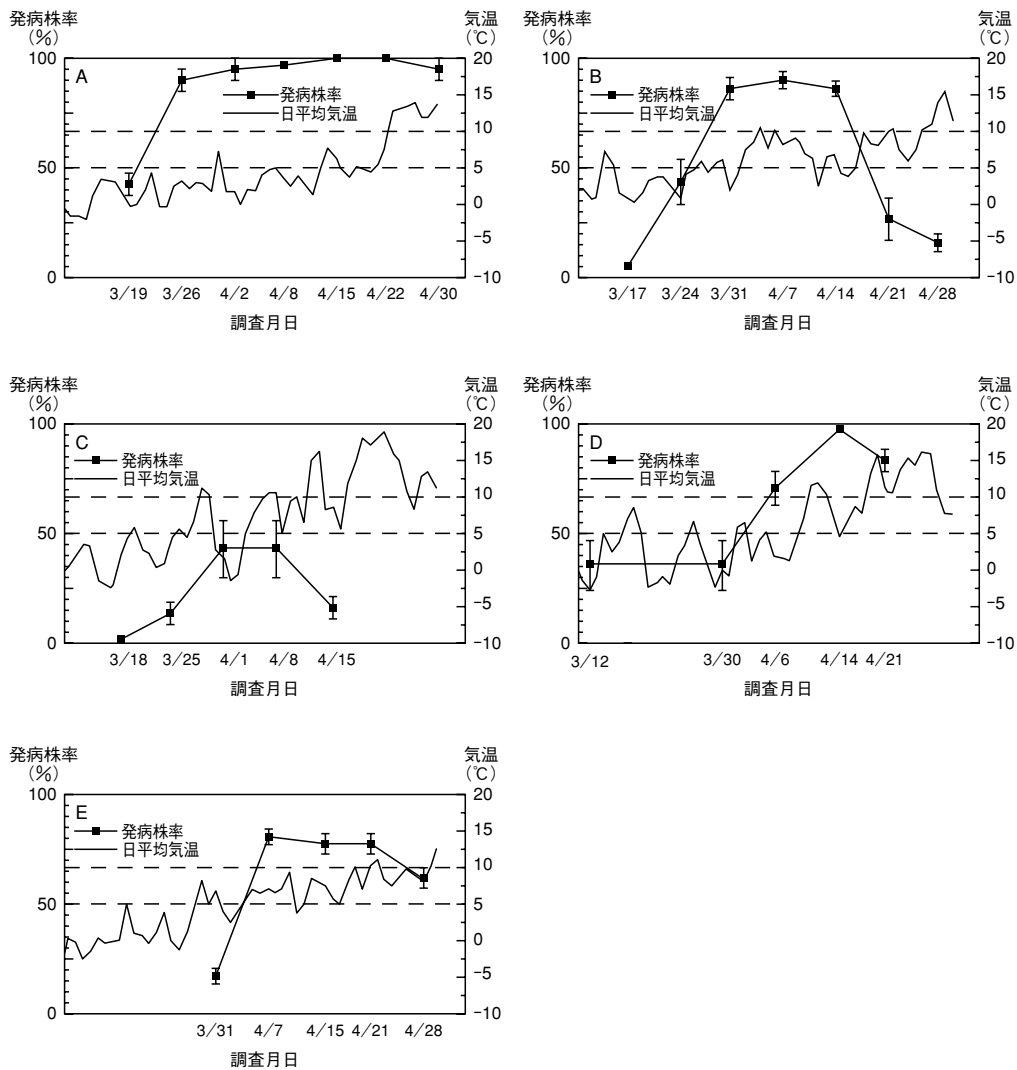 発病株率
（％）
気温
（℃）
100
50
0
20
15
10
5
0
−5
−10
A
発病株率
日平均気温
3／19 3／26 4／2 4／8 4／15 4／22 4／30
調査月日
発病株率
（％）
気温
（℃）
100
50
0
20
15
10
5
0
−5
−10
B
発病株率
日平均気温
3／17 3／24 3／31 4／7 4／14 4／21 4／28
調査月日
発病株率
（％）
気温
（℃）
100
50
0
20
15
10
5
0
−5
−10
C
発病株率
日平均気温
3／18 3／25 4／1 4／8 4／15
調査月日
発病株率
（％）
気温
（℃）
100
50
0
20
15
10
5
0
−5
−10
D
発病株率
日平均気温
3／12 3／30 4／6 4／14 4／21
調査月日
発病株率
（％）
気温
（℃）
100
50
0
20
15
10
5
0
−5
−10
E
発病株率
日平均気温
3／31 4／7 4／15 4／21 4／28
調査月日